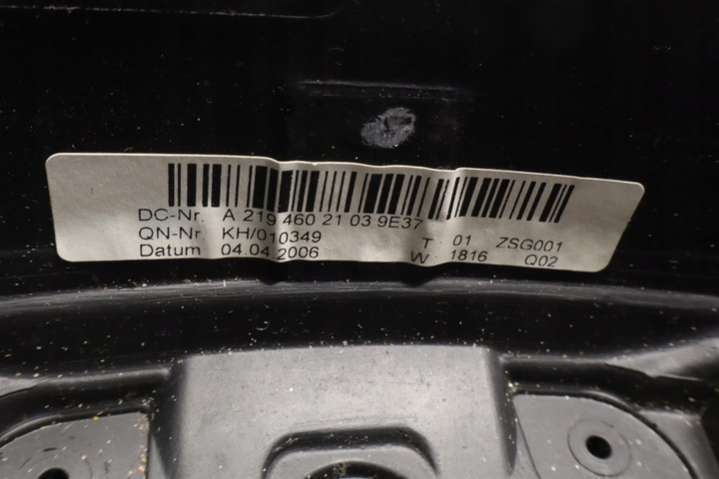 DC-Nr. A 219 460 21 03 9E37
QN-Nr KH/010349 T 01 ZSG001
Datum 04.04.2006 W 1816 Q02